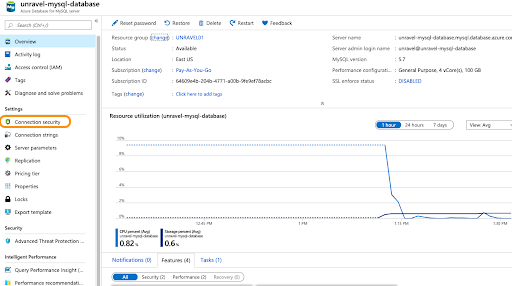 unravel-mysql-database
Azure Database for MySQL server
Search (Ctrl+/)
Overview
Activity log
Access control (IAM)
Tags
Diagnose and solve problems
Settings
Connection security
Connection strings
Server parameters
Replication
Pricing tier
Properties
Locks
Export template
Security
Advanced Threat Protection ...
Intelligent Performance
Query Performance Insight (...
Performance recommendati...
Reset password Restore Delete Restart Feedback
Resource group (change) : UNRAVEL01
Status : Available
Location : East US
Subscription (change) : Pay-As-You-Go
Subscription ID : 64609e4b-204b-4771-a00b-9fe9ef78acbc
Tags (change) : Click here to add tags
Server name : unravel-mysql-database.mysql.database.azure.co
Server admin login name : unravel@unravel-mysql-database
MySQL version : 5.7
Performance configurati... : General Purpose, 4 vCore(s), 100 GB
SSL enforce status : DISABLED
Resource utilization (unravel-mysql-database)
1 hour 24 hours 7 days View: Avg
10%
8%
6%
4%
2%
0%
12:45 PM 1 PM 1:15 PM 1:30 PM
CPU percent (Avg)
unravel-mysql-database
0.82 %
Storage percent (Avg)
unravel-mysql-database
0.6 %
Notifications (0) Features (4) Tasks (1)
All Security (2) Performance (2) Recovery (0)